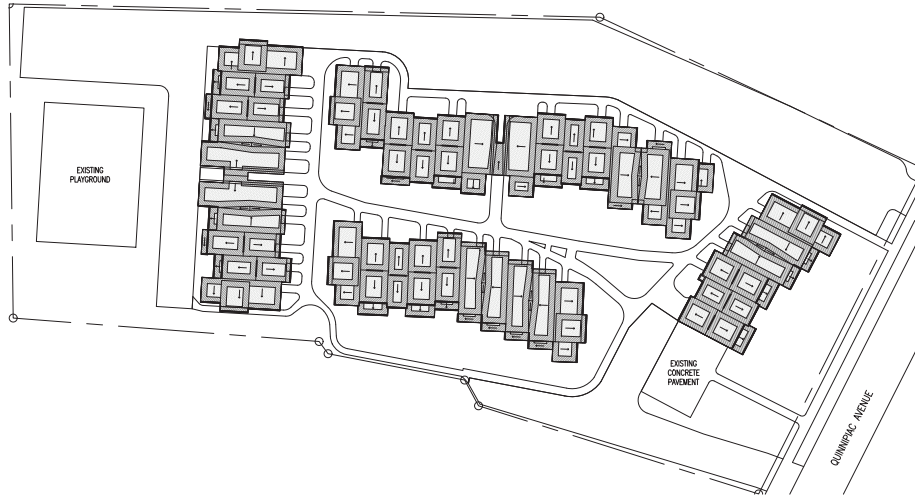 EXISTING
PLAYGROUND
EXISTING
CONCRETE
PAVEMENT
QUINNIPIAC AVENUE